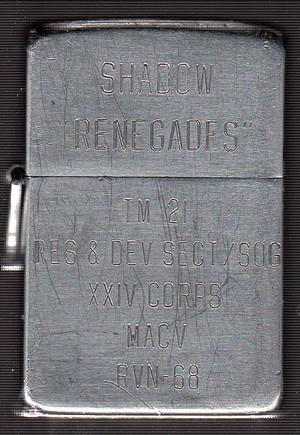 SHADOW
"RENEGADES"
TM 21
RES & DEV SECT/SOG
XXIV CORPS
MACV
RVN-68